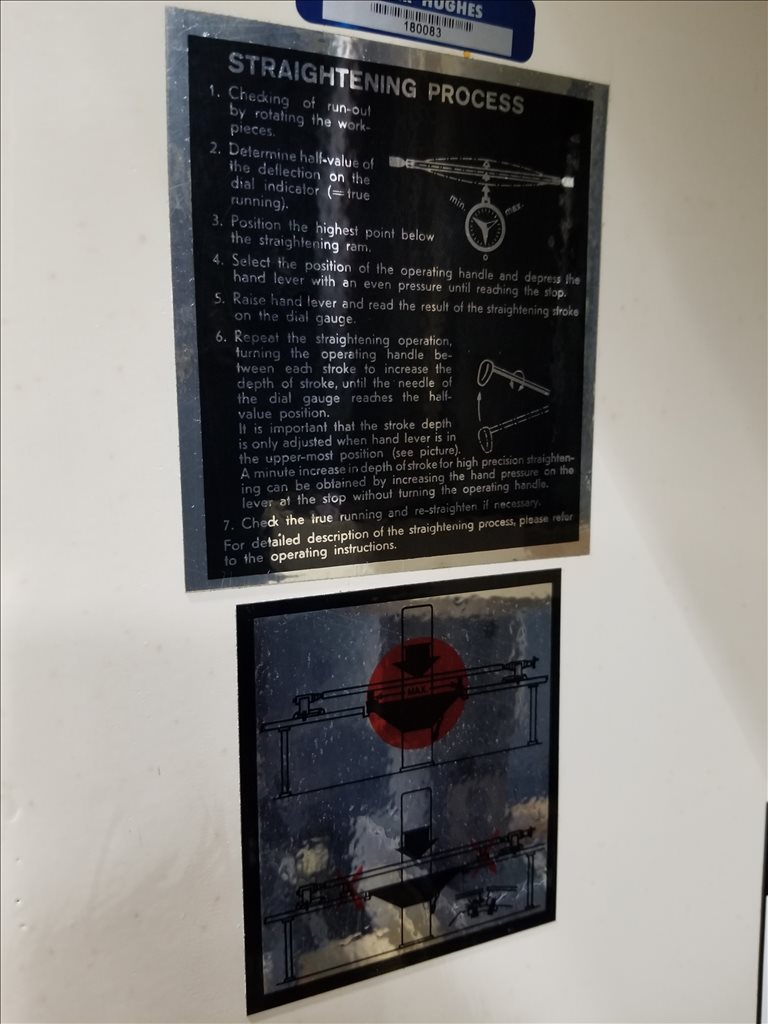 HUGHES
180083
STRAIGHTENING PROCESS
1. Checking of run-out
by rotating the work-
pieces.
2. Determine half-value of
the deflection on the
dial indicator (=true
running).
min.
max.
3. Position the highest point below
the straightening ram.
4. Select the position of the operating handle and depress the
hand lever with an even pressure until reaching the stop.
5. Raise hand lever and read the result of the straightening stroke
on the dial gauge.
6. Repeat the straightening operation,
turning the operating handle be-
tween each stroke to increase the
depth of stroke, until the needle of
the dial gauge reaches the half-
value position.
It is important that the stroke depth
is only adjusted when hand lever is in
the upper-most position (see picture).
A minute increase in depth of stroke for high precision straighten-
ing can be obtained by increasing the hand pressure on the
lever at the stop without turning the operating handle.
7. Check the true running and re-straighten if necessary.
For detailed description of the straightening process, please refer
to the operating instructions.
MAX.